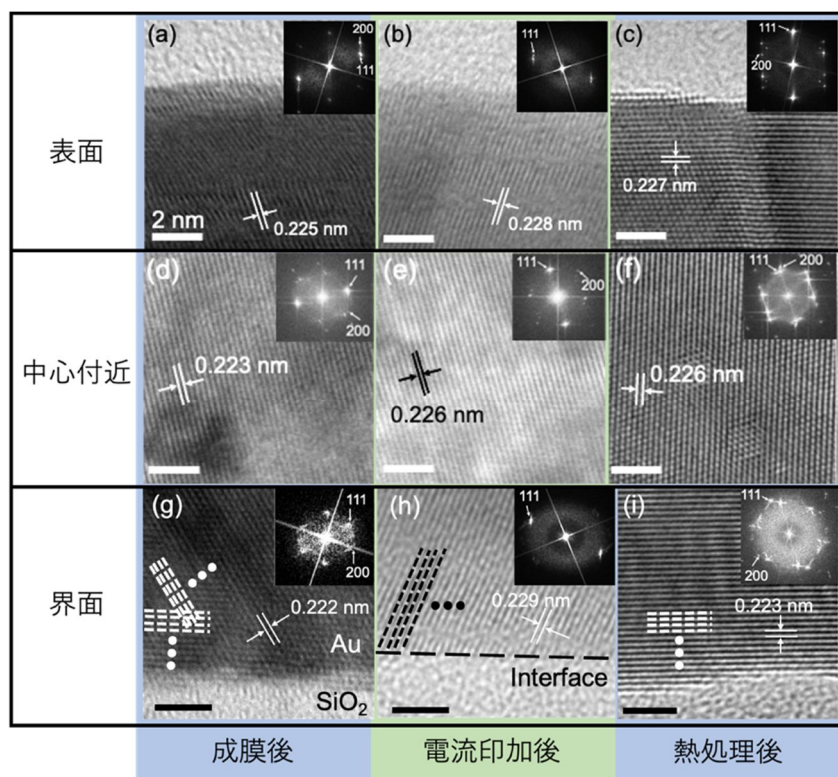 表面
(a)
200
111
2 nm
0.225 nm
(b)
111
0.228 nm
(c)
111
200
0.227 nm
中心付近
(d)
111
200
0.223 nm
(e)
111
200
0.226 nm
(f)
111
200
0.226 nm
界面
(g)
111
200
0.222 nm
Au
SiO₂
(h)
111
0.229 nm
Interface
(i)
111
200
0.223 nm
成膜後
電流印加後
熱処理後